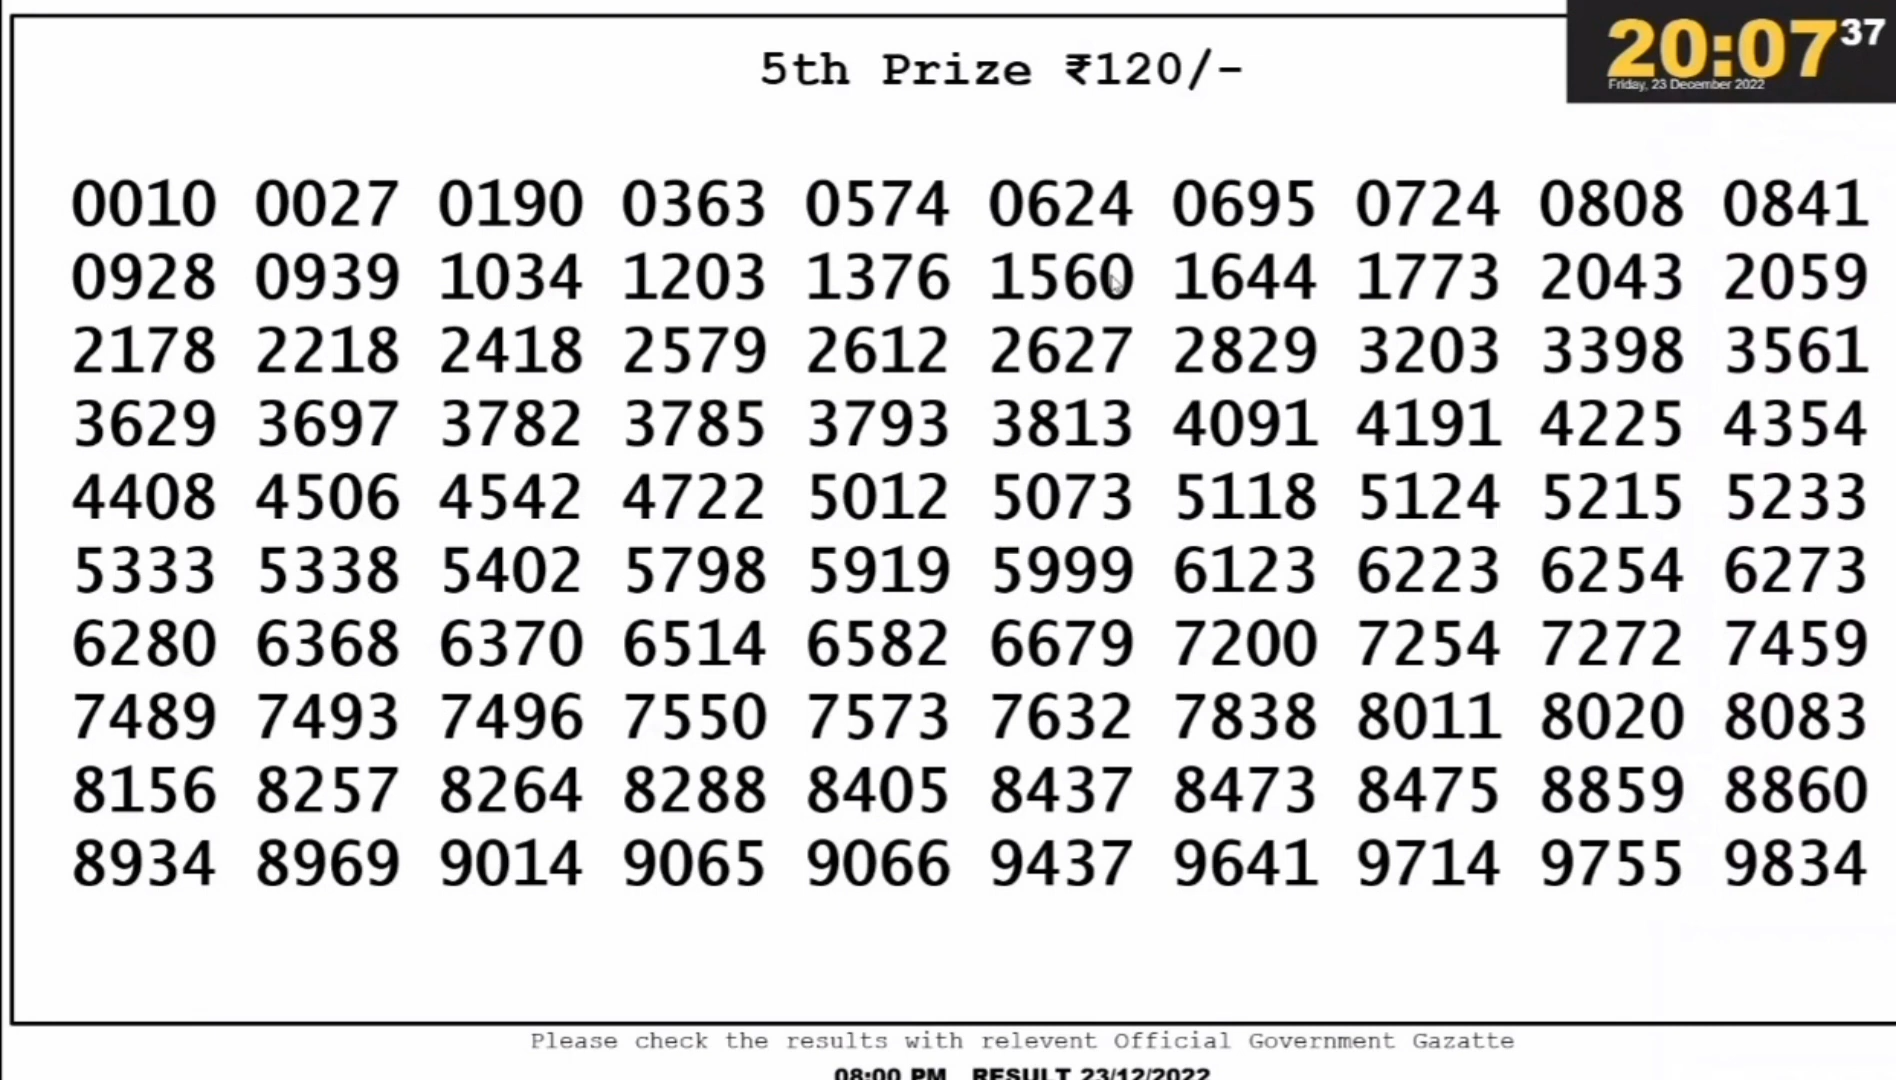 20:07 37
Friday, 23 December 2022
5th Prize ₹120/-
0010 0027 0190 0363 0574 0624 0695 0724 0808 0841
0928 0939 1034 1203 1376 1560 1644 1773 2043 2059
2178 2218 2418 2579 2612 2627 2829 3203 3398 3561
3629 3697 3782 3785 3793 3813 4091 4191 4225 4354
4408 4506 4542 4722 5012 5073 5118 5124 5215 5233
5333 5338 5402 5798 5919 5999 6123 6223 6254 6273
6280 6368 6370 6514 6582 6679 7200 7254 7272 7459
7489 7493 7496 7550 7573 7632 7838 8011 8020 8083
8156 8257 8264 8288 8405 8437 8473 8475 8859 8860
8934 8969 9014 9065 9066 9437 9641 9714 9755 9834
Please check the results with relevent Official Government Gazatte
08:00 PM RESULT 23/12/2022